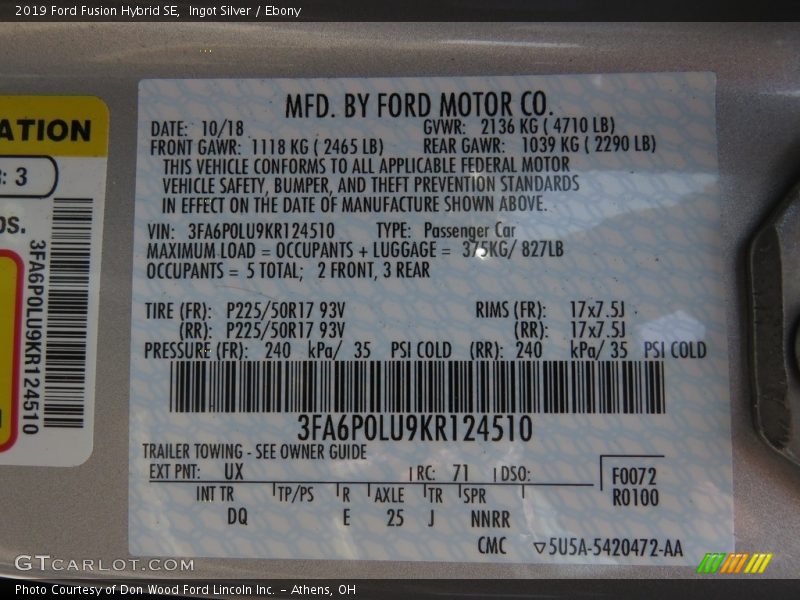 2019 Ford Fusion Hybrid SE, Ingot Silver / Ebony
ATION
: 3
3FA6P0LU9KR124510
MFD. BY FORD MOTOR CO.
DATE: 10/18 GVWR: 2136 KG ( 4710 LB)
FRONT GAWR: 1118 KG ( 2465 LB) REAR GAWR: 1039 KG ( 2290 LB)
THIS VEHICLE CONFORMS TO ALL APPLICABLE FEDERAL MOTOR
VEHICLE SAFETY, BUMPER, AND THEFT PREVENTION STANDARDS
IN EFFECT ON THE DATE OF MANUFACTURE SHOWN ABOVE.
VIN: 3FA6P0LU9KR124510 TYPE: Passenger Car
MAXIMUM LOAD = OCCUPANTS + LUGGAGE = 375KG/ 827LB
OCCUPANTS = 5 TOTAL; 2 FRONT, 3 REAR
TIRE (FR): P225/50R17 93V RIMS (FR): 17x7.5J
(RR): P225/50R17 93V (RR): 17x7.5J
PRESSURE (FR): 240 kPa/ 35 PSI COLD (RR): 240 kPa/ 35 PSI COLD
3FA6P0LU9KR124510
TRAILER TOWING - SEE OWNER GUIDE
EXT PNT: UX RC: 71 DSO: F0072
R0100
INT TR TP/PS R AXLE TR SPR
DQ E 25 J NNRR
CMC ▽5U5A-5420472-AA
GTCarLot.com
Photo Courtesy of Don Wood Ford Lincoln Inc. - Athens, OH